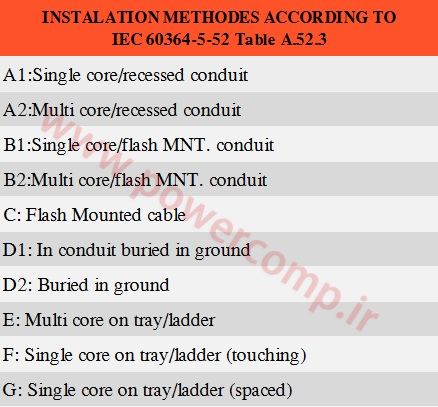 INSTALATION METHODES ACCORDING TO
IEC 60364-5-52 Table A.52.3
A1:Single core/recessed conduit
A2:Multi core/recessed conduit
B1:Single core/flash MNT. conduit
B2:Multi core/flash MNT. conduit
C: Flash Mounted cable
D1: In conduit buried in ground
D2: Buried in ground
E: Multi core on tray/ladder
F: Single core on tray/ladder (touching)
G: Single core on tray/ladder (spaced)
www.powercomp.ir